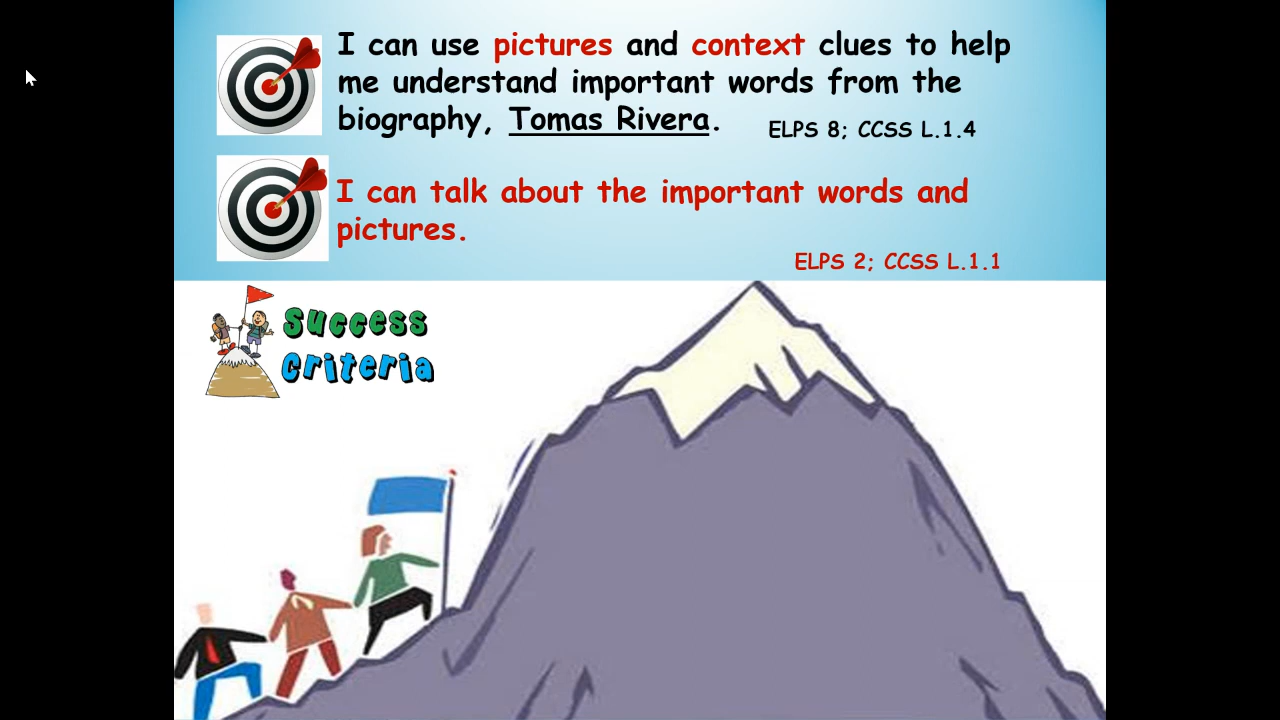 I can use pictures and context clues to help
me understand important words from the
biography, Tomas Rivera.
ELPS 8; CCSS L.1.4
I can talk about the important words and
pictures.
ELPS 2; CCSS L.1.1
Success
Criteria